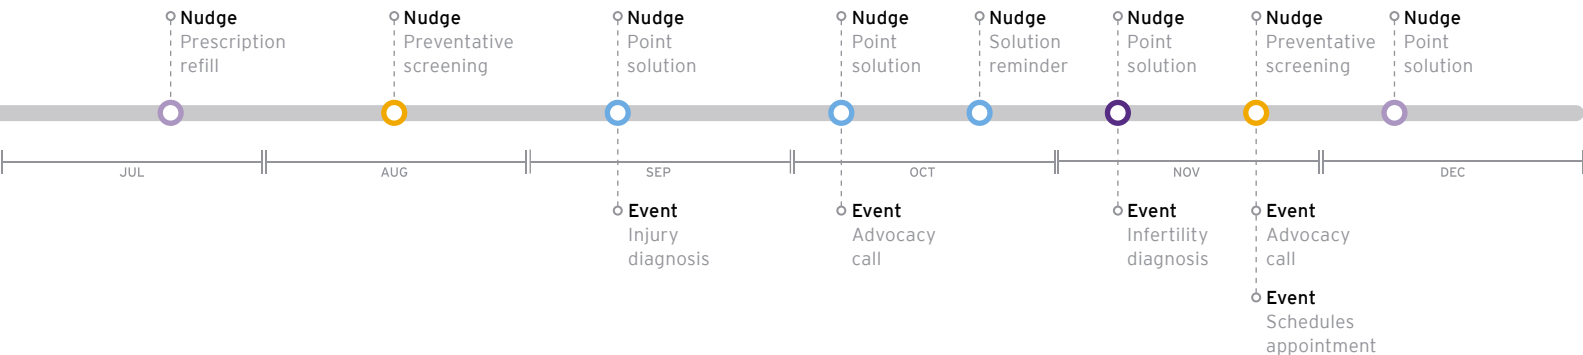 Nudge
Prescription
refill
Nudge
Preventative
screening
Nudge
Point
solution
Nudge
Point
solution
Nudge
Solution
reminder
Nudge
Point
solution
Nudge
Preventative
screening
Nudge
Point
solution
JUL
AUG
SEP
OCT
NOV
DEC
Event
Injury
diagnosis
Event
Advocacy
call
Event
Infertility
diagnosis
Event
Advocacy
call
Event
Schedules
appointment